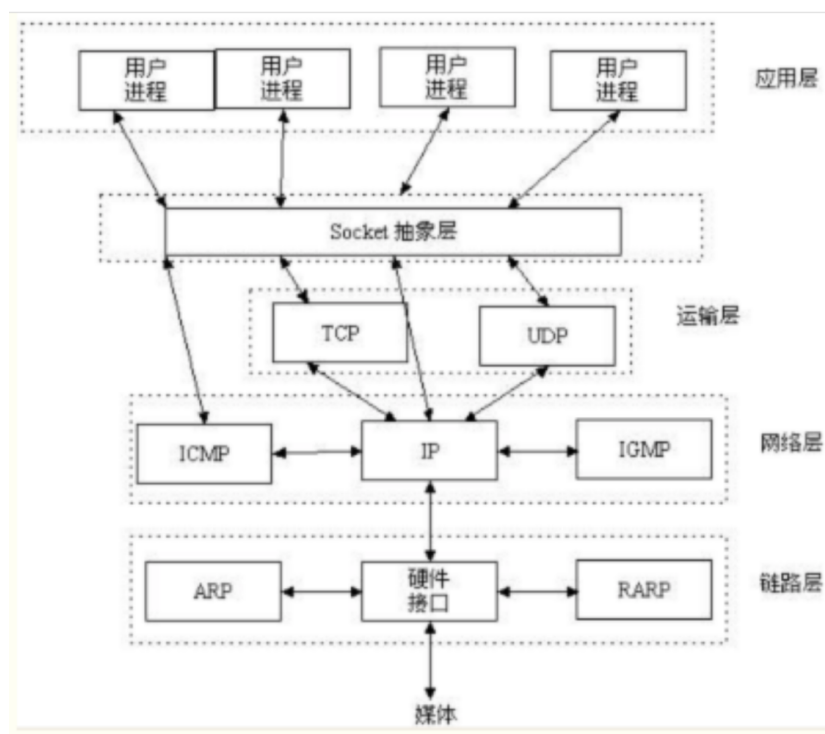 用户
进程
用户
进程
用户
进程
用户
进程
应用层
Socket 抽象层
TCP
UDP
运输层
ICMP
IP
IGMP
网络层
ARP
硬件
接口
RARP
链路层
媒体